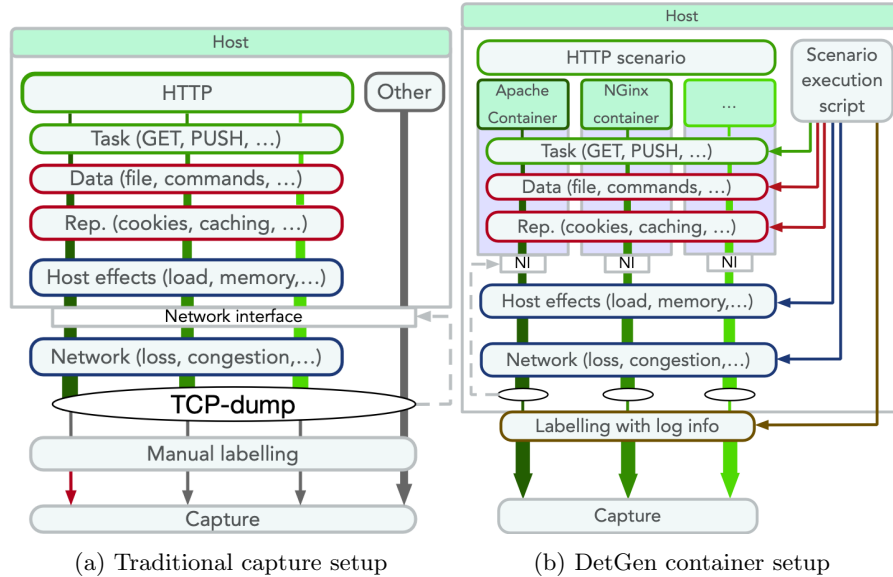 Host
HTTP
Other
Task (GET, PUSH, ...)
Data (file, commands, ...)
Rep. (cookies, caching, ...)
Host effects (load, memory,...)
Network interface
Network (loss, congestion,...)
TCP-dump
Manual labelling
Capture
(a) Traditional capture setup
Host
HTTP scenario
Scenario
execution
script
Apache
Container
NGinx
container
...
Task (GET, PUSH, ...)
Data (file, commands, ...)
Rep. (cookies, caching, ...)
NI
NI
NI
Host effects (load, memory,...)
Network (loss, congestion,...)
Labelling with log info
Capture
(b) DetGen container setup